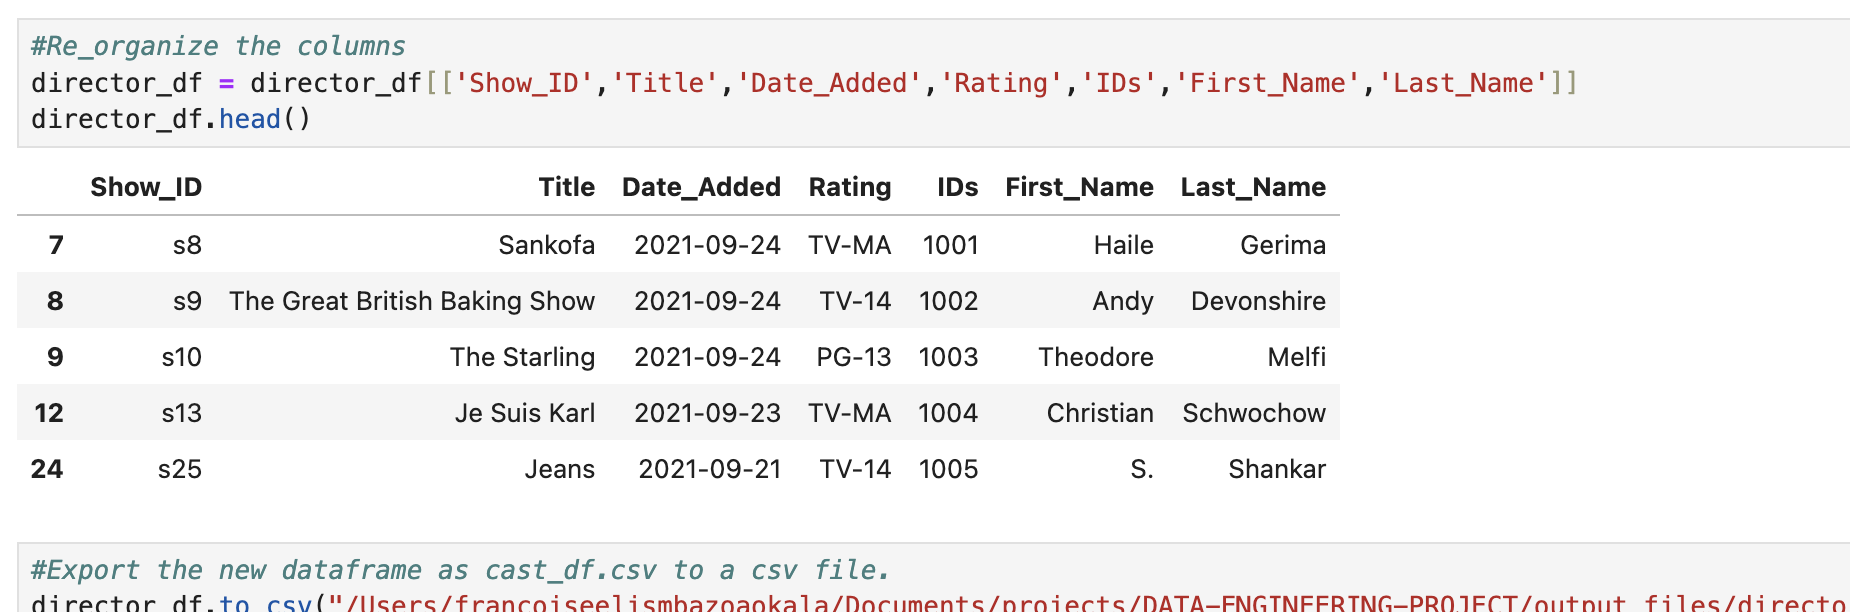 #Re_organize the columns
director_df = director_df[['Show_ID','Title','Date_Added','Rating','IDs','First_Name','Last_Name']]
director_df.head()
Show_ID Title Date_Added Rating IDs First_Name Last_Name
7 s8 Sankofa 2021-09-24 TV-MA 1001 Haile Gerima
8 s9 The Great British Baking Show 2021-09-24 TV-14 1002 Andy Devonshire
9 s10 The Starling 2021-09-24 PG-13 1003 Theodore Melfi
12 s13 Je Suis Karl 2021-09-23 TV-MA 1004 Christian Schwochow
24 s25 Jeans 2021-09-21 TV-14 1005 S. Shankar
#Export the new dataframe as cast_df.csv to a csv file.
director_df.to_csv("/Users/francoiseelismbazoaokala/Documents/projects/DATA-ENGINEERING-PROJECT/output_files/directo